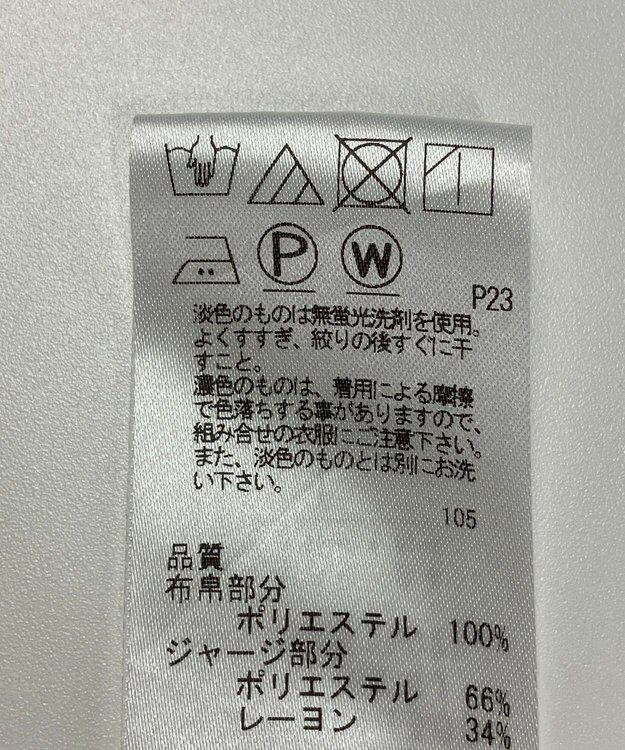 P W
P23
淡色のものは無蛍光洗剤を使用。
よくすすぎ、絞りの後すぐに干
すこと。
濃色のものは、着用による摩擦
で色落ちする事がありますので、
組み合せの衣服にご注意下さい。
また、淡色のものとは別にお洗
い下さい。
105
品質
布帛部分
ポリエステル 100%
ジャージ部分
ポリエステル 66%
レーヨン 34%